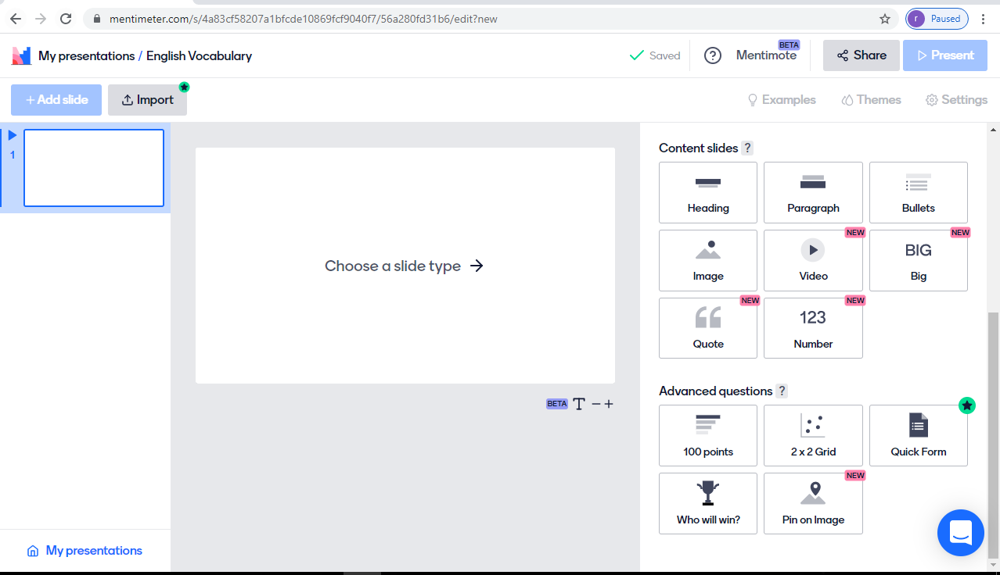 mentimeter.com/s/4a83cf58207a1bfcde10869fcf9040f7/56a280fd31b6/edit?new
r Paused
My presentations / English Vocabulary
Saved
?
Mentimote BETA
Share
Present
+ Add slide
Import
Examples
Themes
Settings
1
Choose a slide type →
BETA T − +
My presentations
Content slides ?
Heading
Paragraph
Bullets
Image
NEW
Video
NEW
BIG
Big
NEW
Quote
NEW
123
Number
Advanced questions ?
100 points
2 x 2 Grid
Quick Form
Who will win?
NEW
Pin on Image